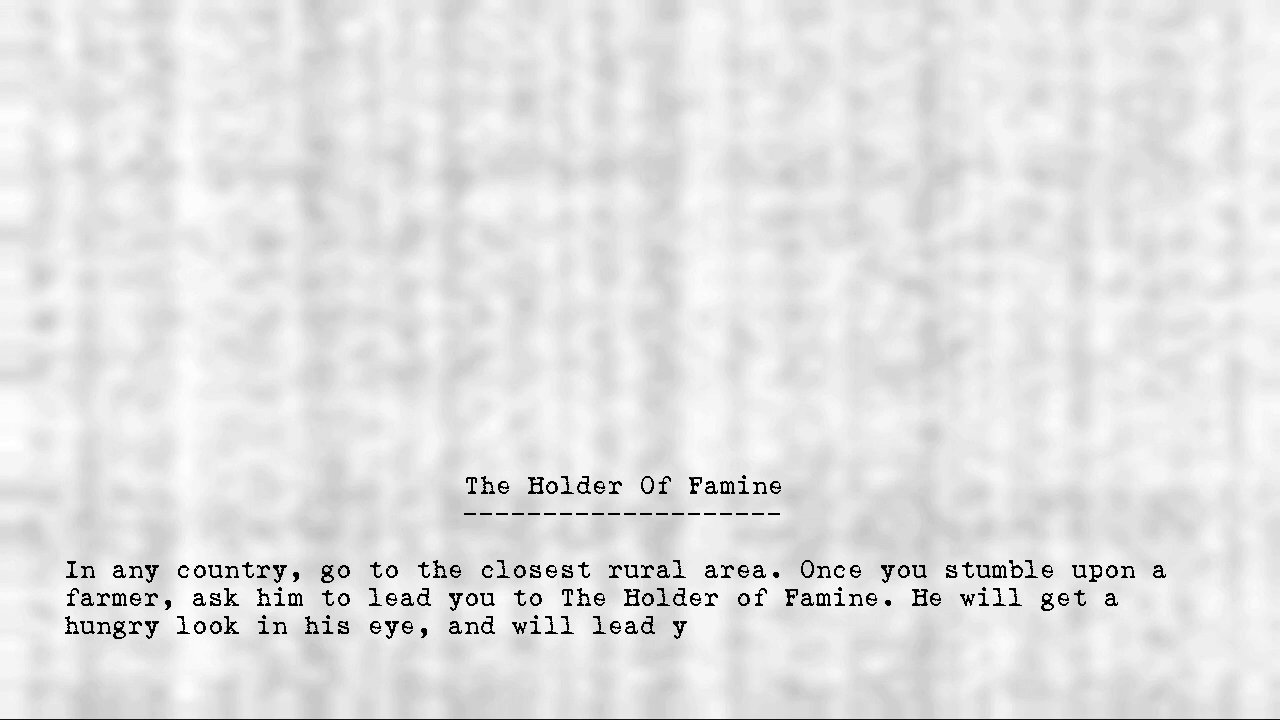 The Holder Of Famine
--------------------
In any country, go to the closest rural area. Once you stumble upon a
farmer, ask him to lead you to The Holder of Famine. He will get a
hungry look in his eye, and will lead y